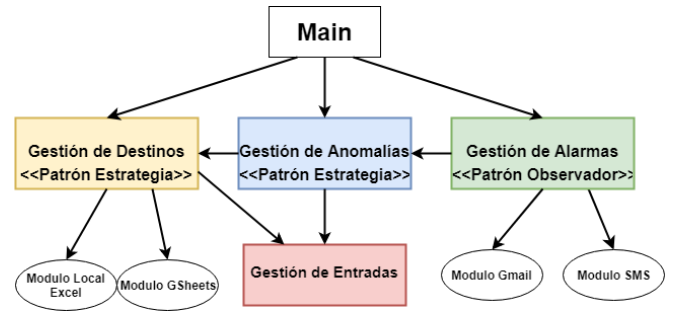 Main
Gestión de Destinos
<<Patrón Estrategia>>
Gestión de Anomalías
<<Patrón Estrategia>>
Gestión de Alarmas
<<Patrón Observador>>
Gestión de Entradas
Modulo Local
Excel
Modulo GSheets
Modulo Gmail
Modulo SMS